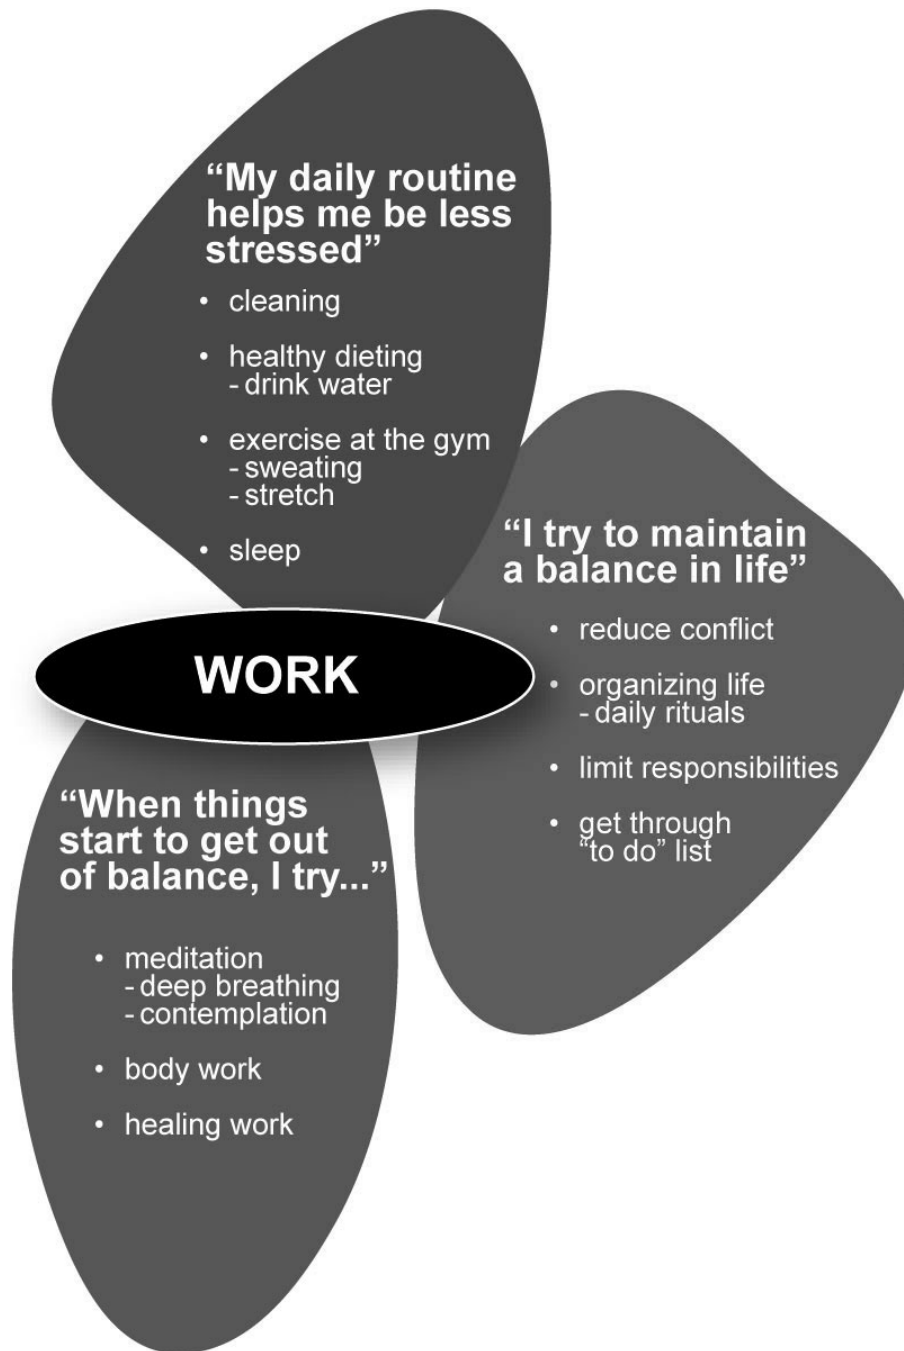 “My daily routine
helps me be less
stressed”
• cleaning
• healthy dieting
- drink water
• exercise at the gym
- sweating
- stretch
• sleep
“I try to maintain
a balance in life”
• reduce conflict
• organizing life
- daily rituals
• limit responsibilities
• get through
“to do” list
WORK
“When things
start to get out
of balance, I try...”
• meditation
- deep breathing
- contemplation
• body work
• healing work